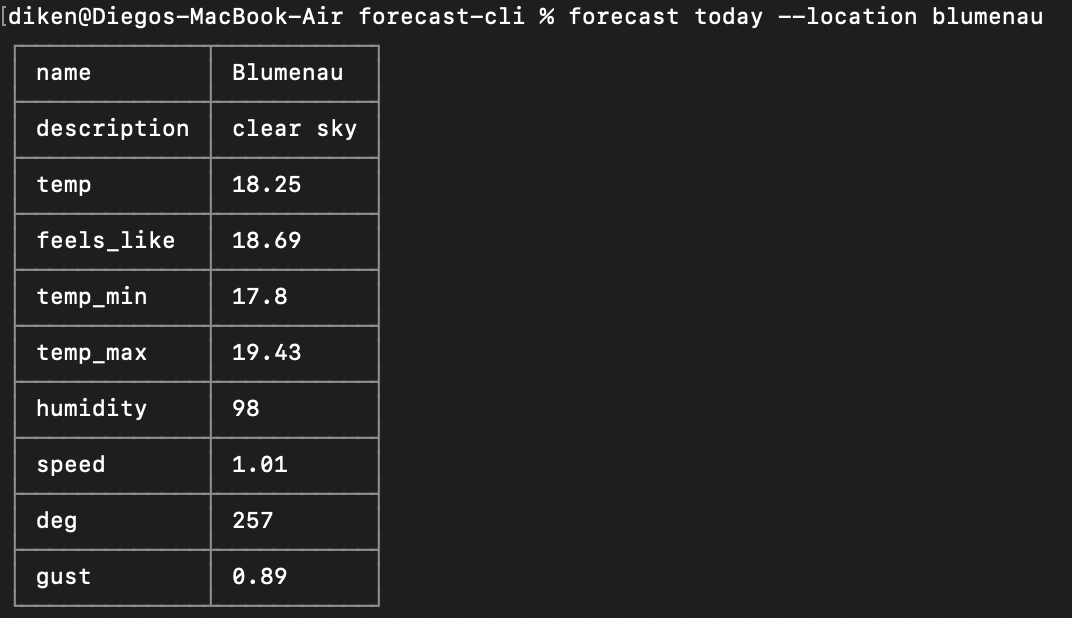 [diken@Diegos-MacBook-Air forecast-cli % forecast today --location blumenau
name Blumenau
description clear sky
temp 18.25
feels_like 18.69
temp_min 17.8
temp_max 19.43
humidity 98
speed 1.01
deg 257
gust 0.89